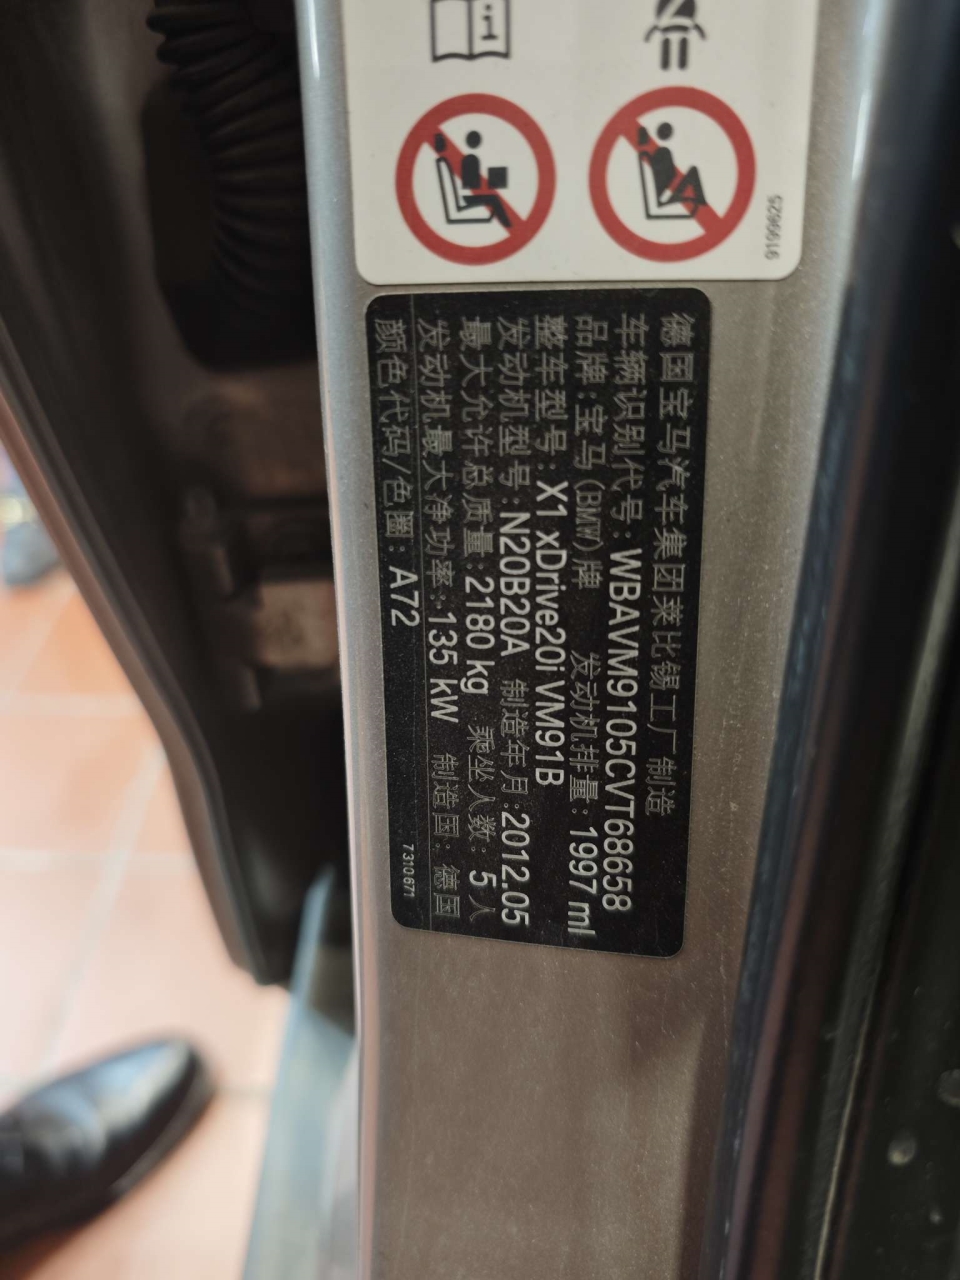 9196962 5
德国宝马汽车集团莱比锡工厂制造
车辆识别代号:WBAVM9105CVT68658
品牌:宝马(BMW)牌 发动机排量:1997 ml
整车型号:X1 xDrive20i VM91B
发动机型号:N20B20A 制造年月:2012.05
最大允许总质量:2180 kg 乘坐人数:5人
发动机最大净功率:135 kW 制造国:德国
颜色代码/色圈:A72
7310.671